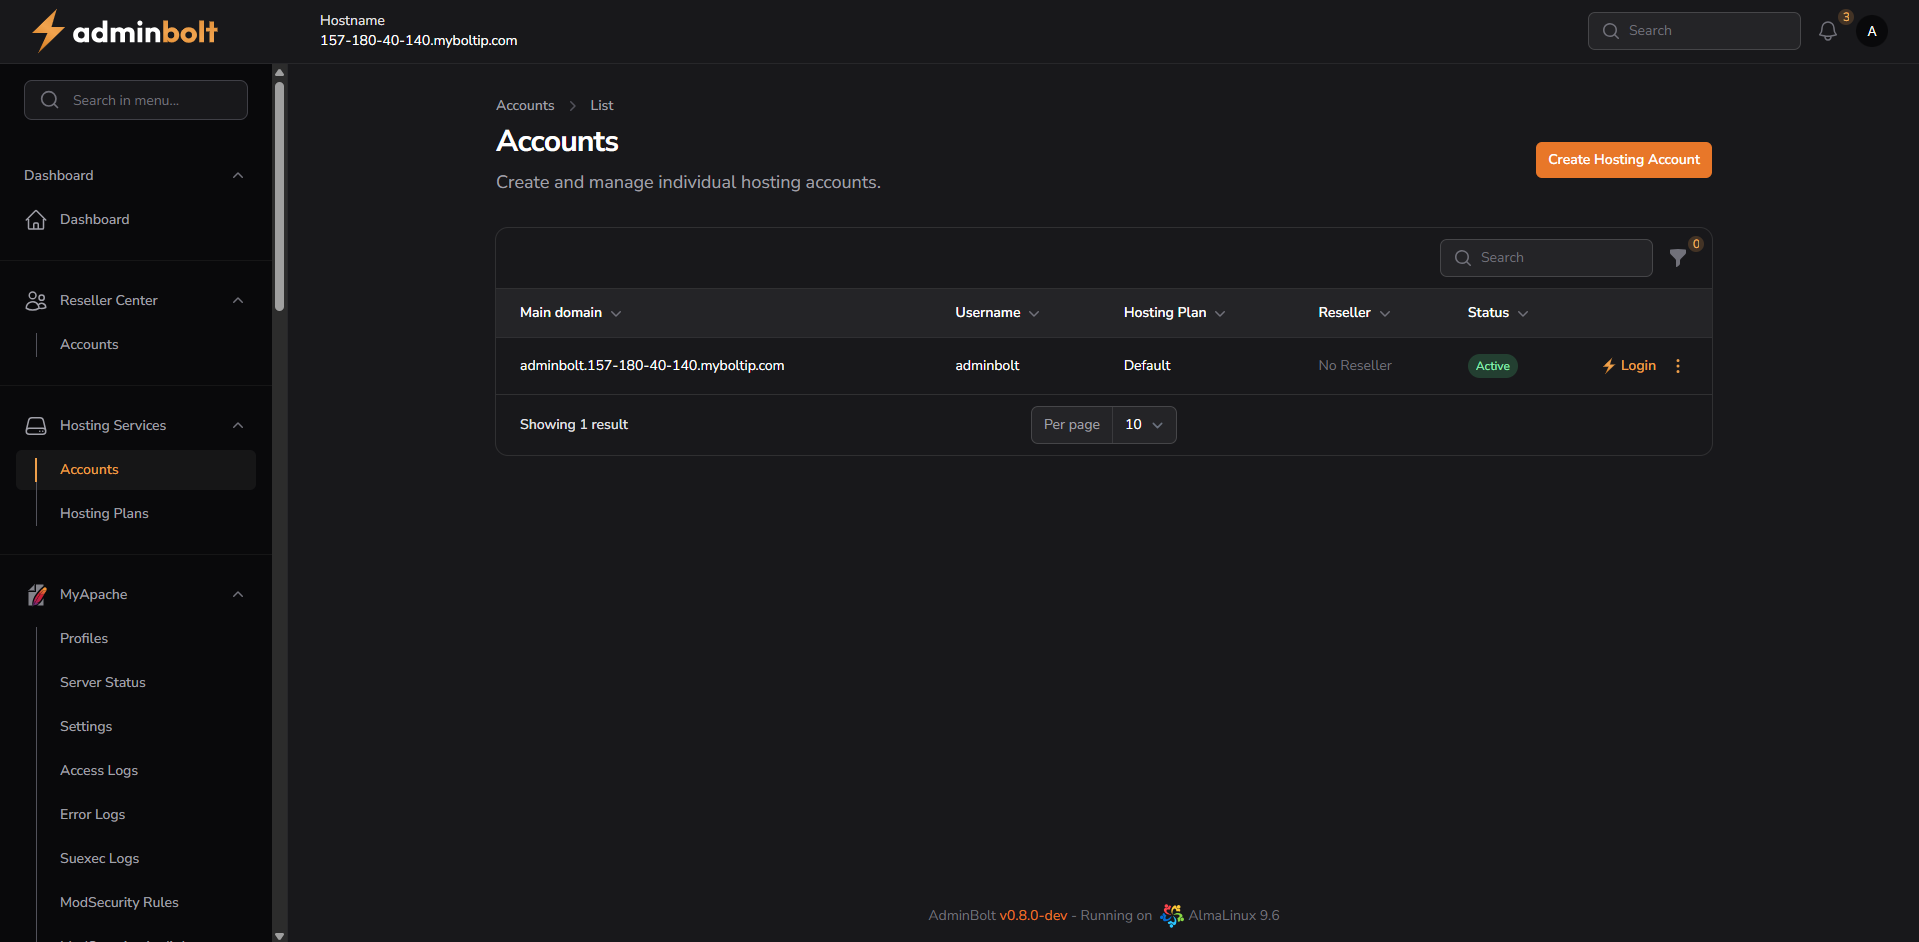 adminbolt
Hostname
157-180-40-140.myboltip.com
Search
3
A
Search in menu...
Dashboard
Dashboard
Reseller Center
Accounts
Hosting Services
Accounts
Hosting Plans
MyApache
Profiles
Server Status
Settings
Access Logs
Error Logs
Suexec Logs
ModSecurity Rules
Accounts > List
Accounts
Create and manage individual hosting accounts.
Create Hosting Account
Search
0
Main domain Username Hosting Plan Reseller Status
adminbolt.157-180-40-140.myboltip.com adminbolt Default No Reseller Active Login
Showing 1 result Per page 10
AdminBolt v0.8.0-dev - Running on AlmaLinux 9.6